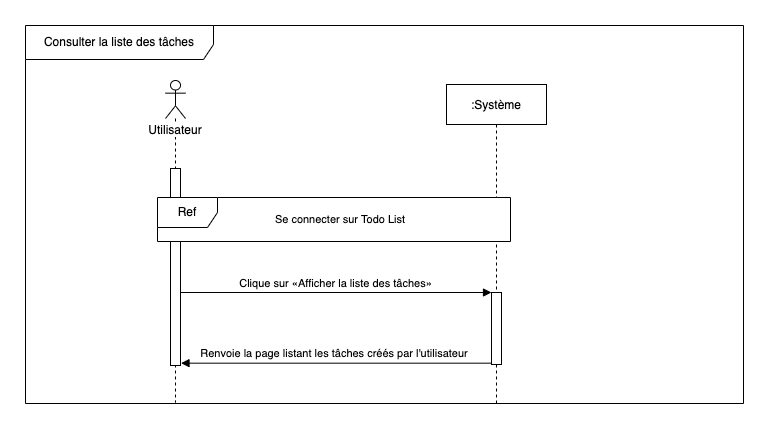 Consulter la liste des tâches
Utilisateur
:Système
Ref
Se connecter sur Todo List
Clique sur «Afficher la liste des tâches»
Renvoie la page listant les tâches créés par l'utilisateur